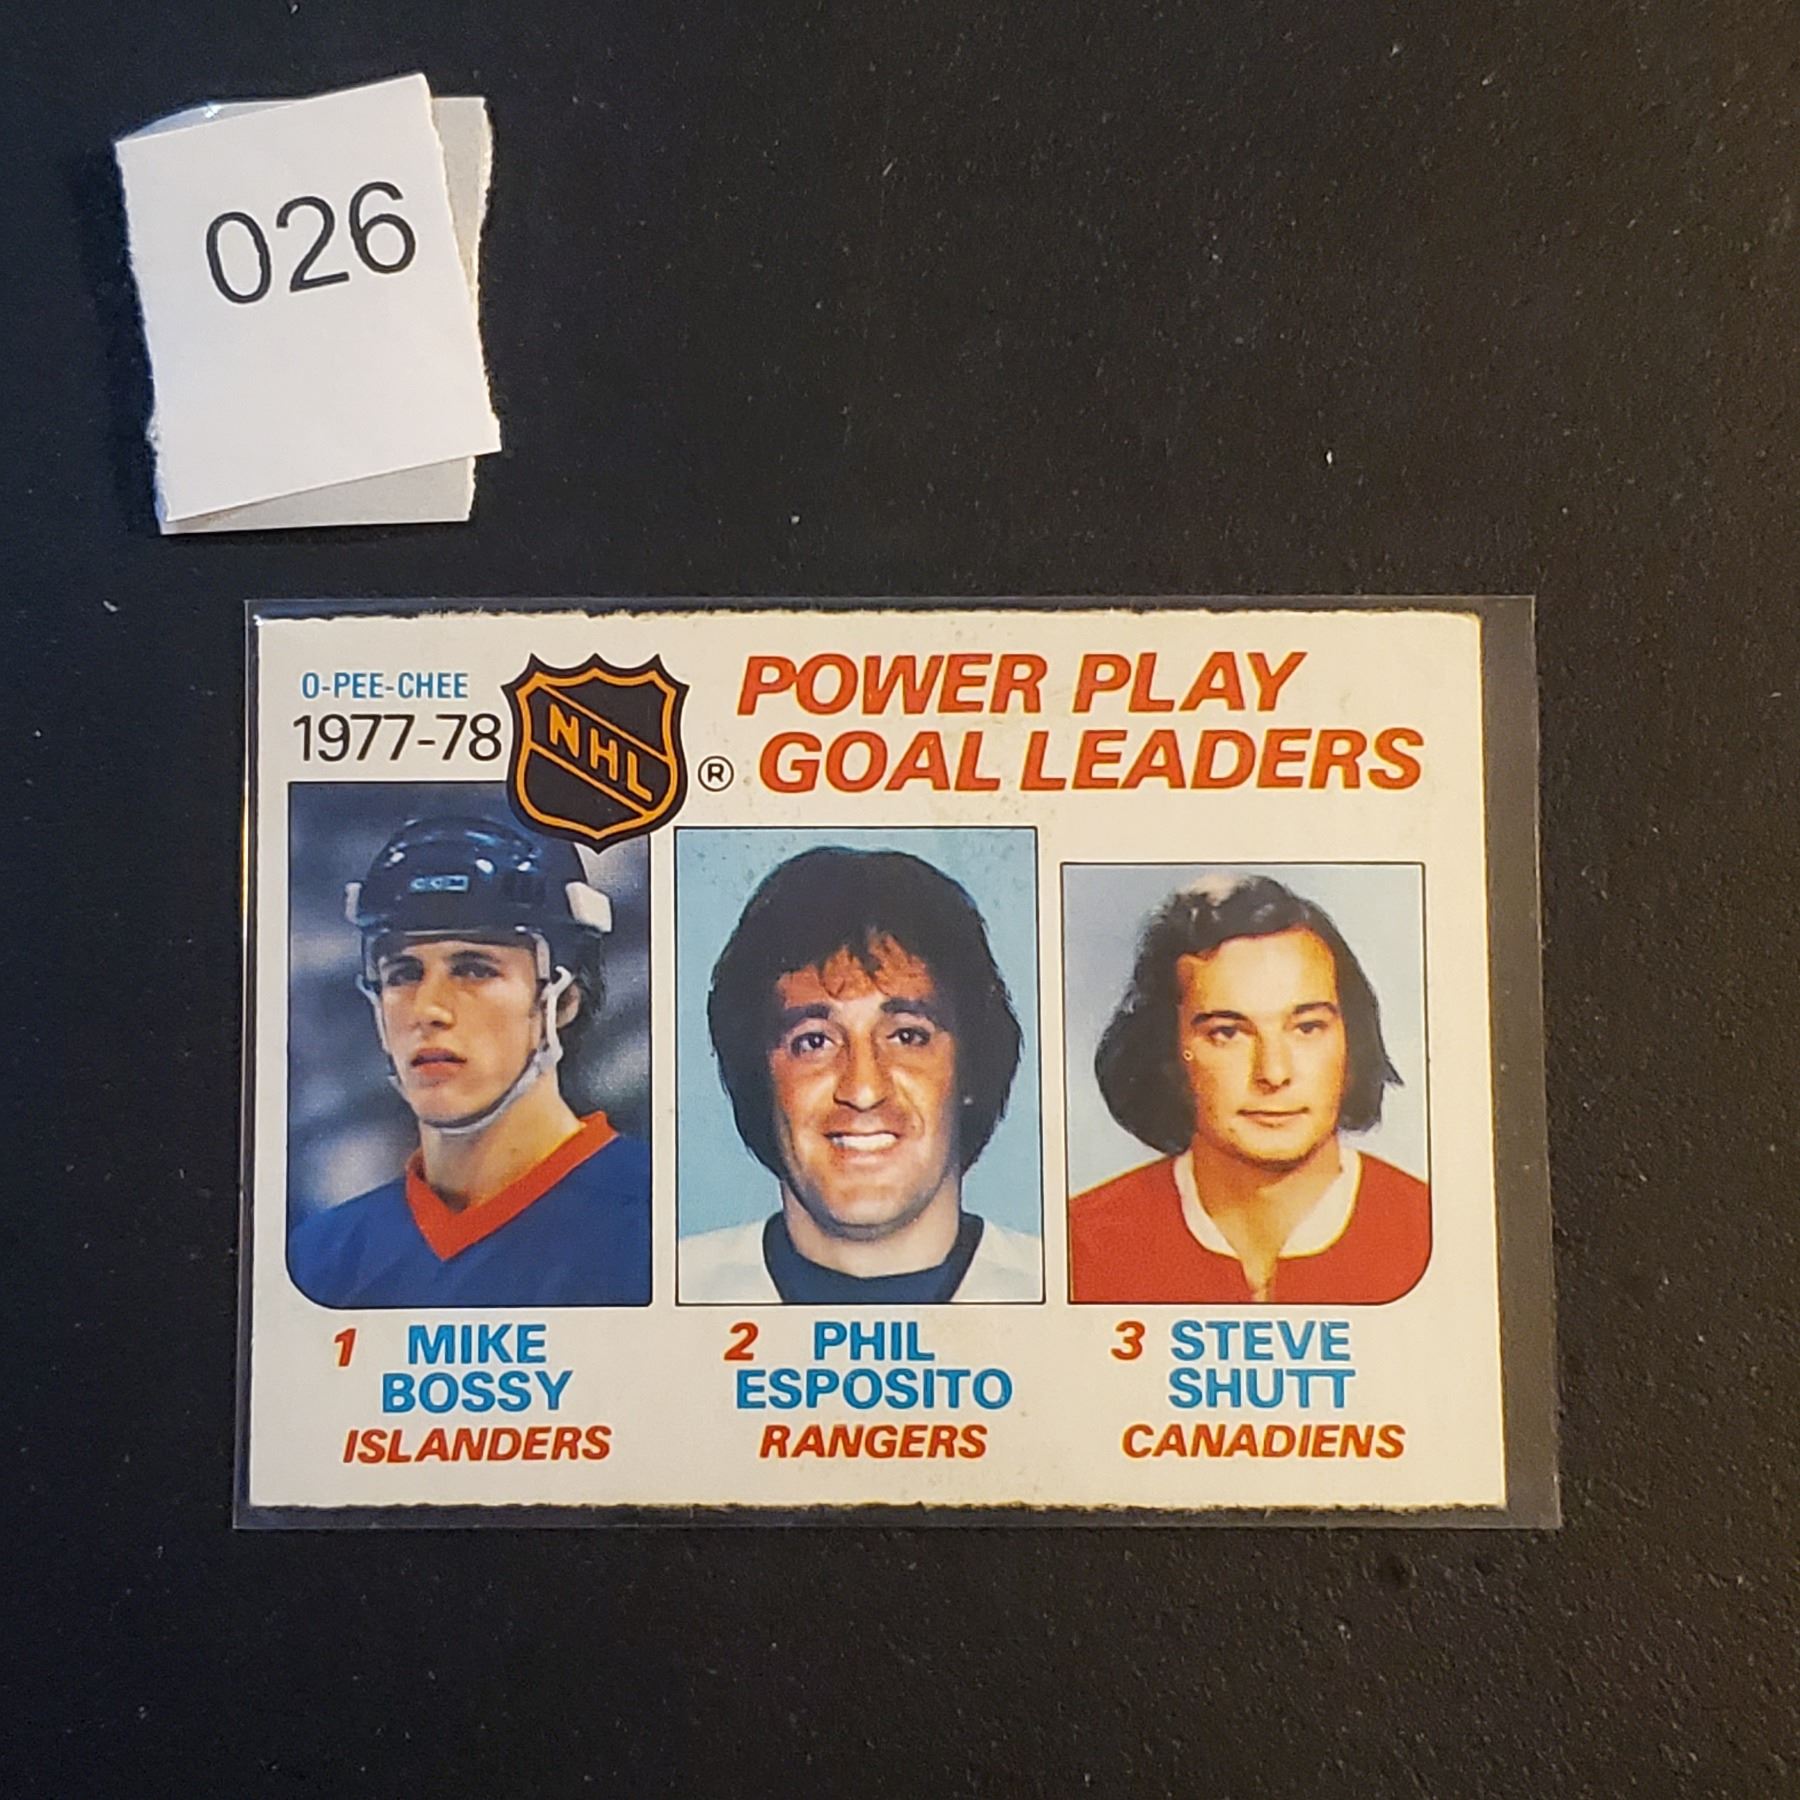 026
O-PEE-CHEE
1977-78
NHL
®
POWER PLAY
GOAL LEADERS
1 MIKE
BOSSY
ISLANDERS
2 PHIL
ESPOSITO
RANGERS
3 STEVE
SHUTT
CANADIENS